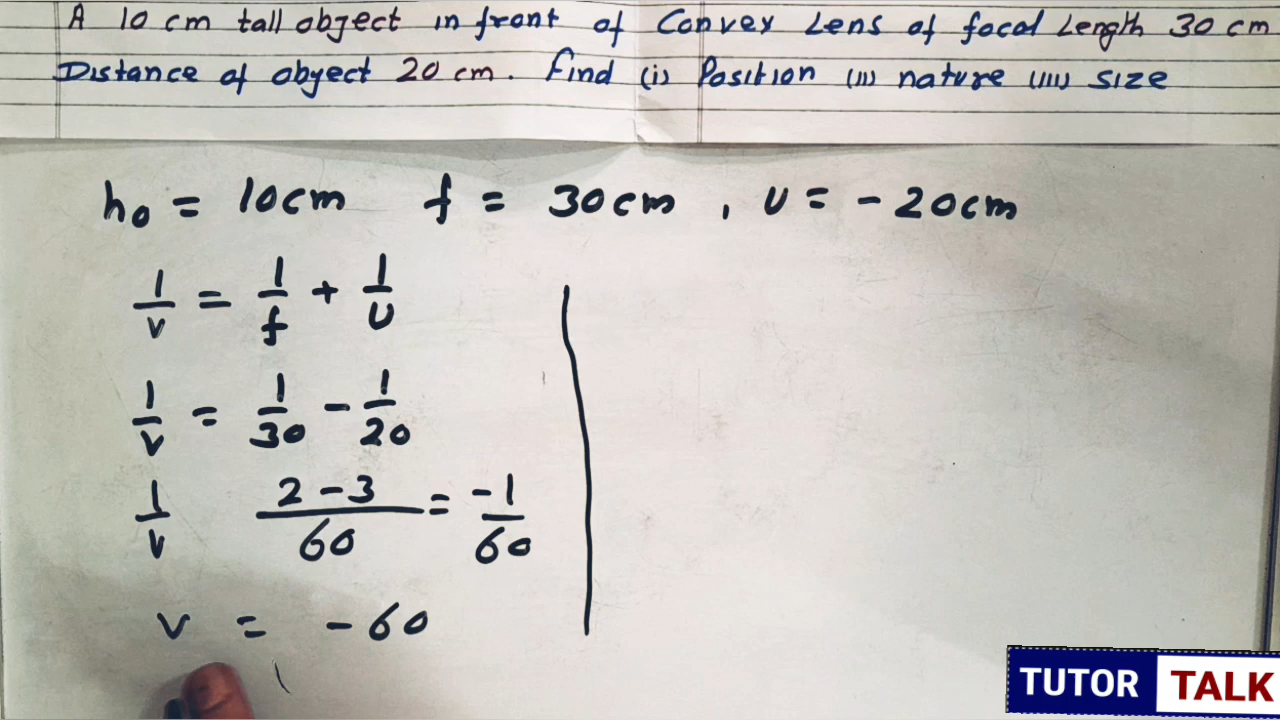 A 10 cm tall object in front of Convex Lens of focal Length 30 cm
Distance of object 20 cm. Find (i) Position (ii) nature (iii) size
h₀ = 10cm f = 30cm, u = -20cm
1/v = 1/f + 1/u
1/v = 1/30 - 1/20
1/v 2-3/60 = -1/60
v = -60
TUTOR TALK